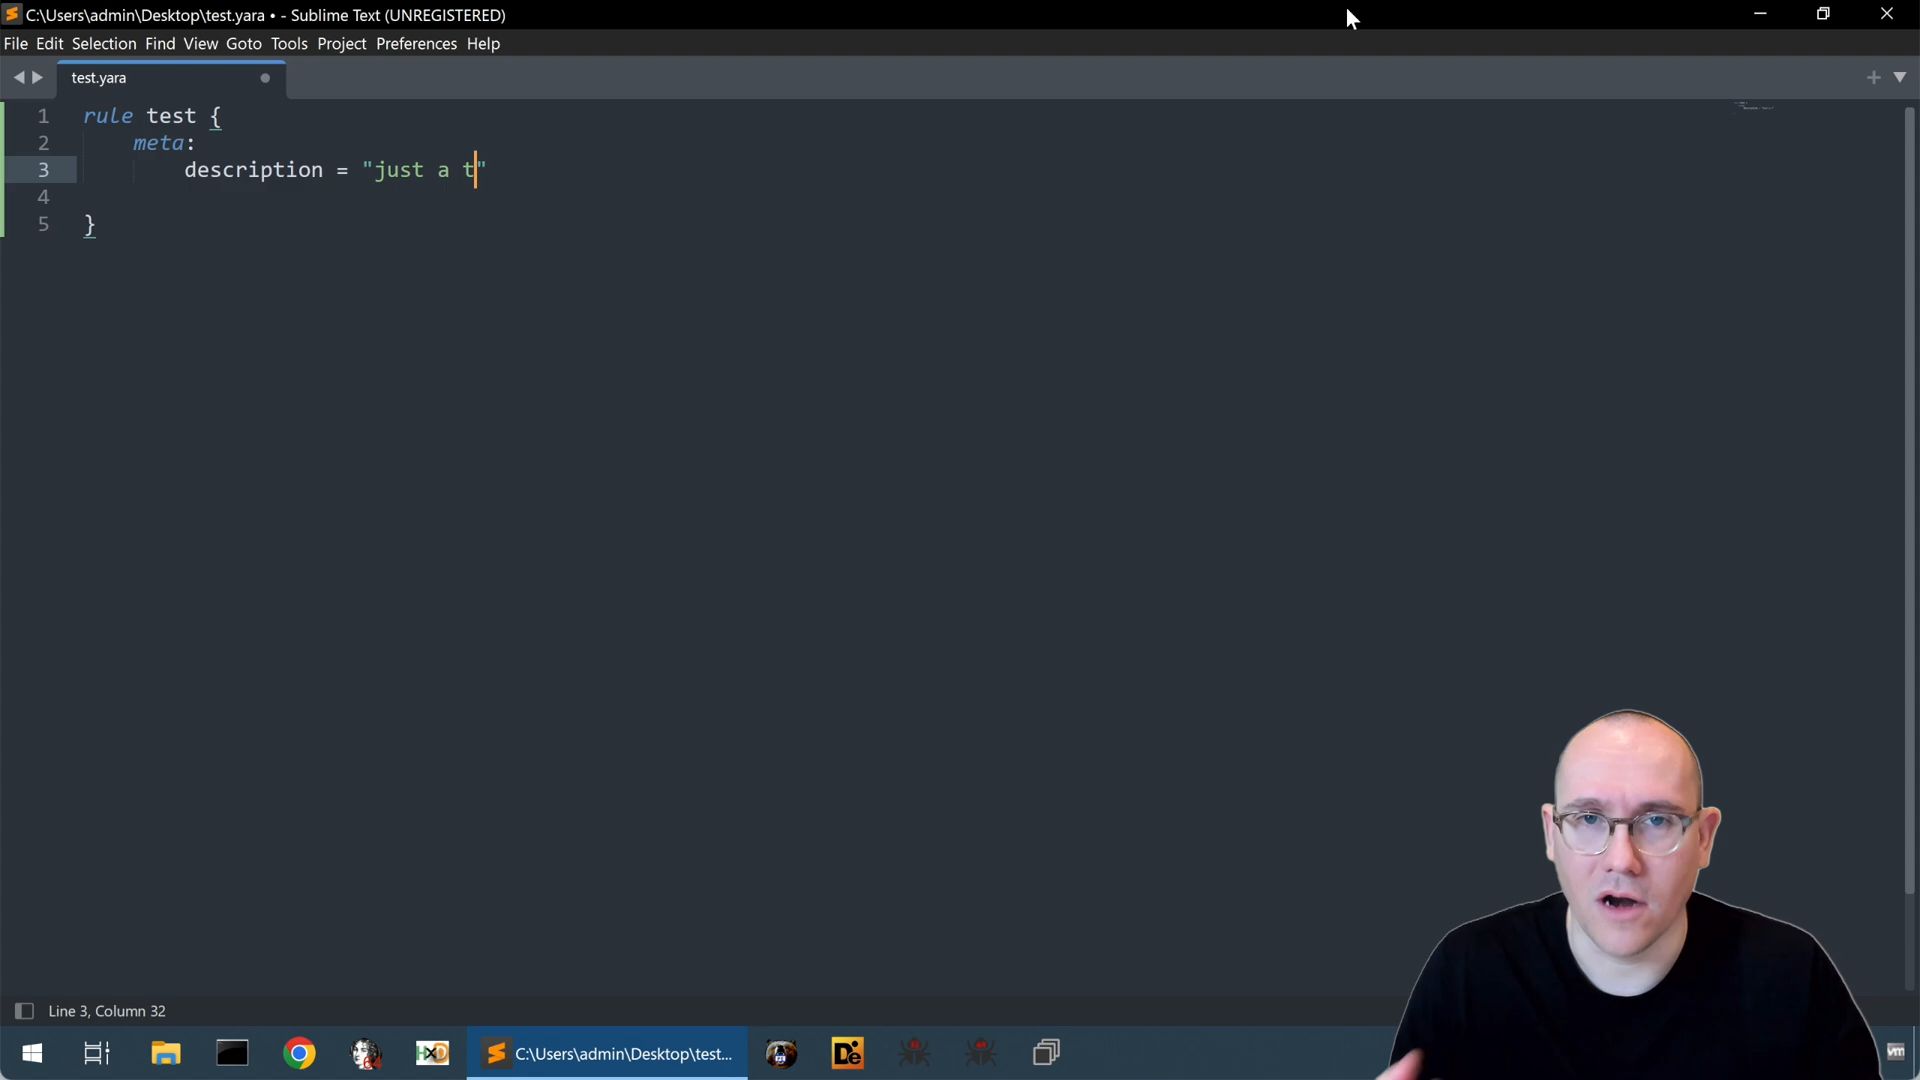 C:\Users\admin\Desktop\test.yara • - Sublime Text (UNREGISTERED)
File Edit Selection Find View Goto Tools Project Preferences Help
test.yara
1 rule test {
2 meta:
3 description = "just a t"
4
5 }
Line 3, Column 32
C:\Users\admin\Desktop\test...